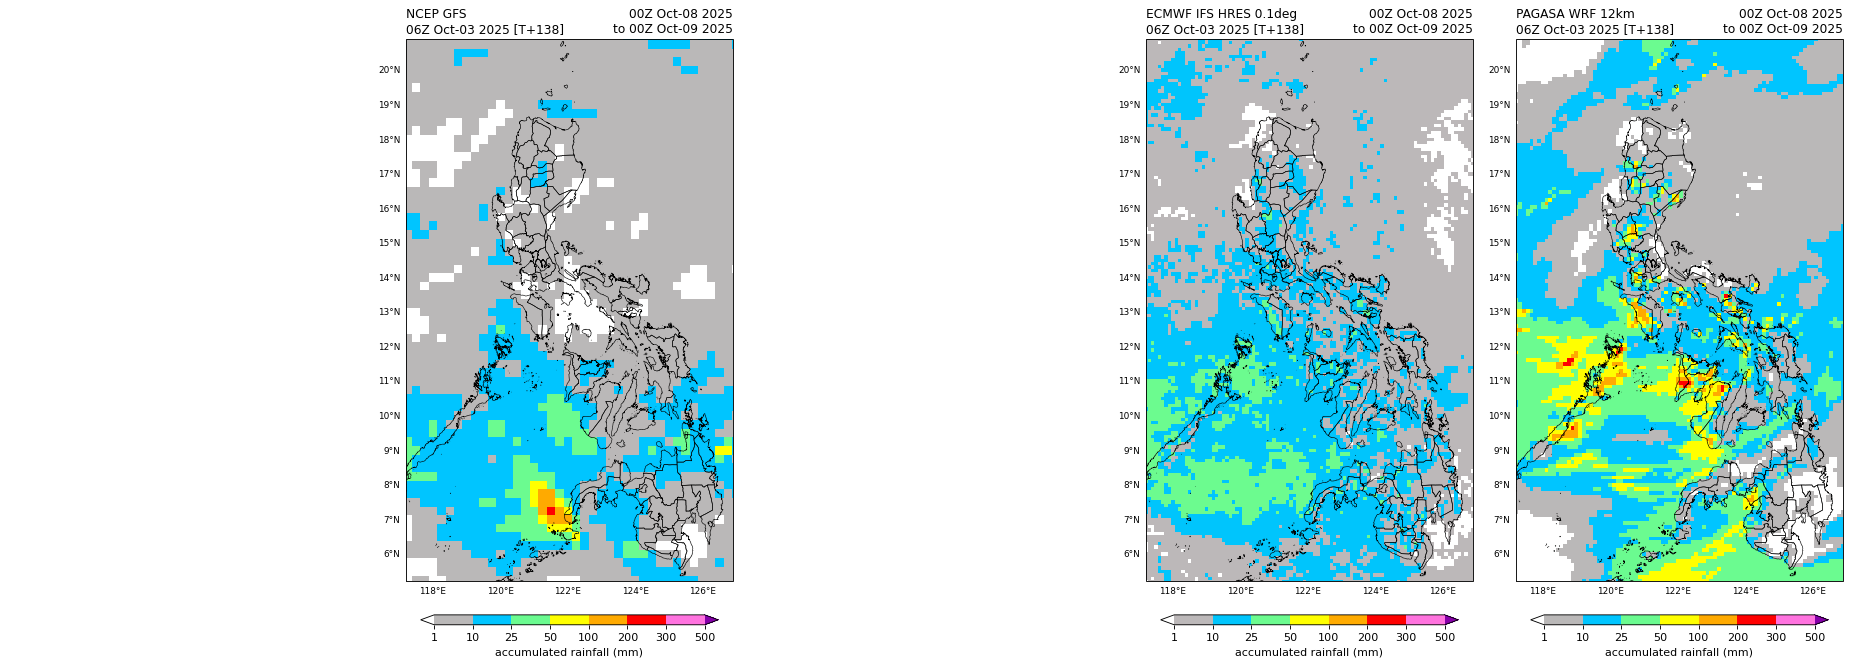 NCEP GFS 00Z Oct-08 2025
06Z Oct-03 2025 [T+138] to 00Z Oct-09 2025
20°N
19°N
18°N
17°N
16°N
15°N
14°N
13°N
12°N
11°N
10°N
9°N
8°N
7°N
6°N
118°E 120°E 122°E 124°E 126°E
1 10 25 50 100 200 300 500
accumulated rainfall (mm)
ECMWF IFS HRES 0.1deg 00Z Oct-08 2025
06Z Oct-03 2025 [T+138] to 00Z Oct-09 2025
20°N
19°N
18°N
17°N
16°N
15°N
14°N
13°N
12°N
11°N
10°N
9°N
8°N
7°N
6°N
118°E 120°E 122°E 124°E 126°E
1 10 25 50 100 200 300 500
accumulated rainfall (mm)
PAGASA WRF 12km 00Z Oct-08 2025
06Z Oct-03 2025 [T+138] to 00Z Oct-09 2025
20°N
19°N
18°N
17°N
16°N
15°N
14°N
13°N
12°N
11°N
10°N
9°N
8°N
7°N
6°N
118°E 120°E 122°E 124°E 126°E
1 10 25 50 100 200 300 500
accumulated rainfall (mm)